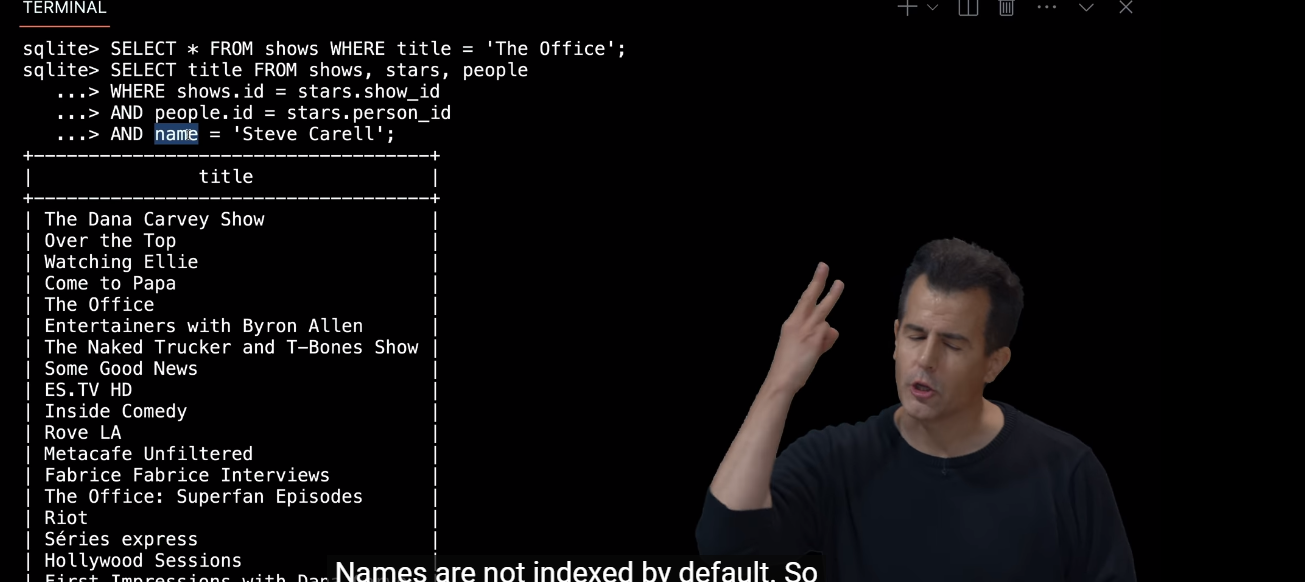 TERMINAL
sqlite> SELECT * FROM shows WHERE title = 'The Office';
sqlite> SELECT title FROM shows, stars, people
...> WHERE shows.id = stars.show_id
...> AND people.id = stars.person_id
...> AND name = 'Steve Carell';
title
The Dana Carvey Show
Over the Top
Watching Ellie
Come to Papa
The Office
Entertainers with Byron Allen
The Naked Trucker and T-Bones Show
Some Good News
ES.TV HD
Inside Comedy
Rove LA
Metacafe Unfiltered
Fabrice Fabrice Interviews
The Office: Superfan Episodes
Riot
Séries express
Hollywood Sessions
First Impressions with
Names are not indexed by default. So